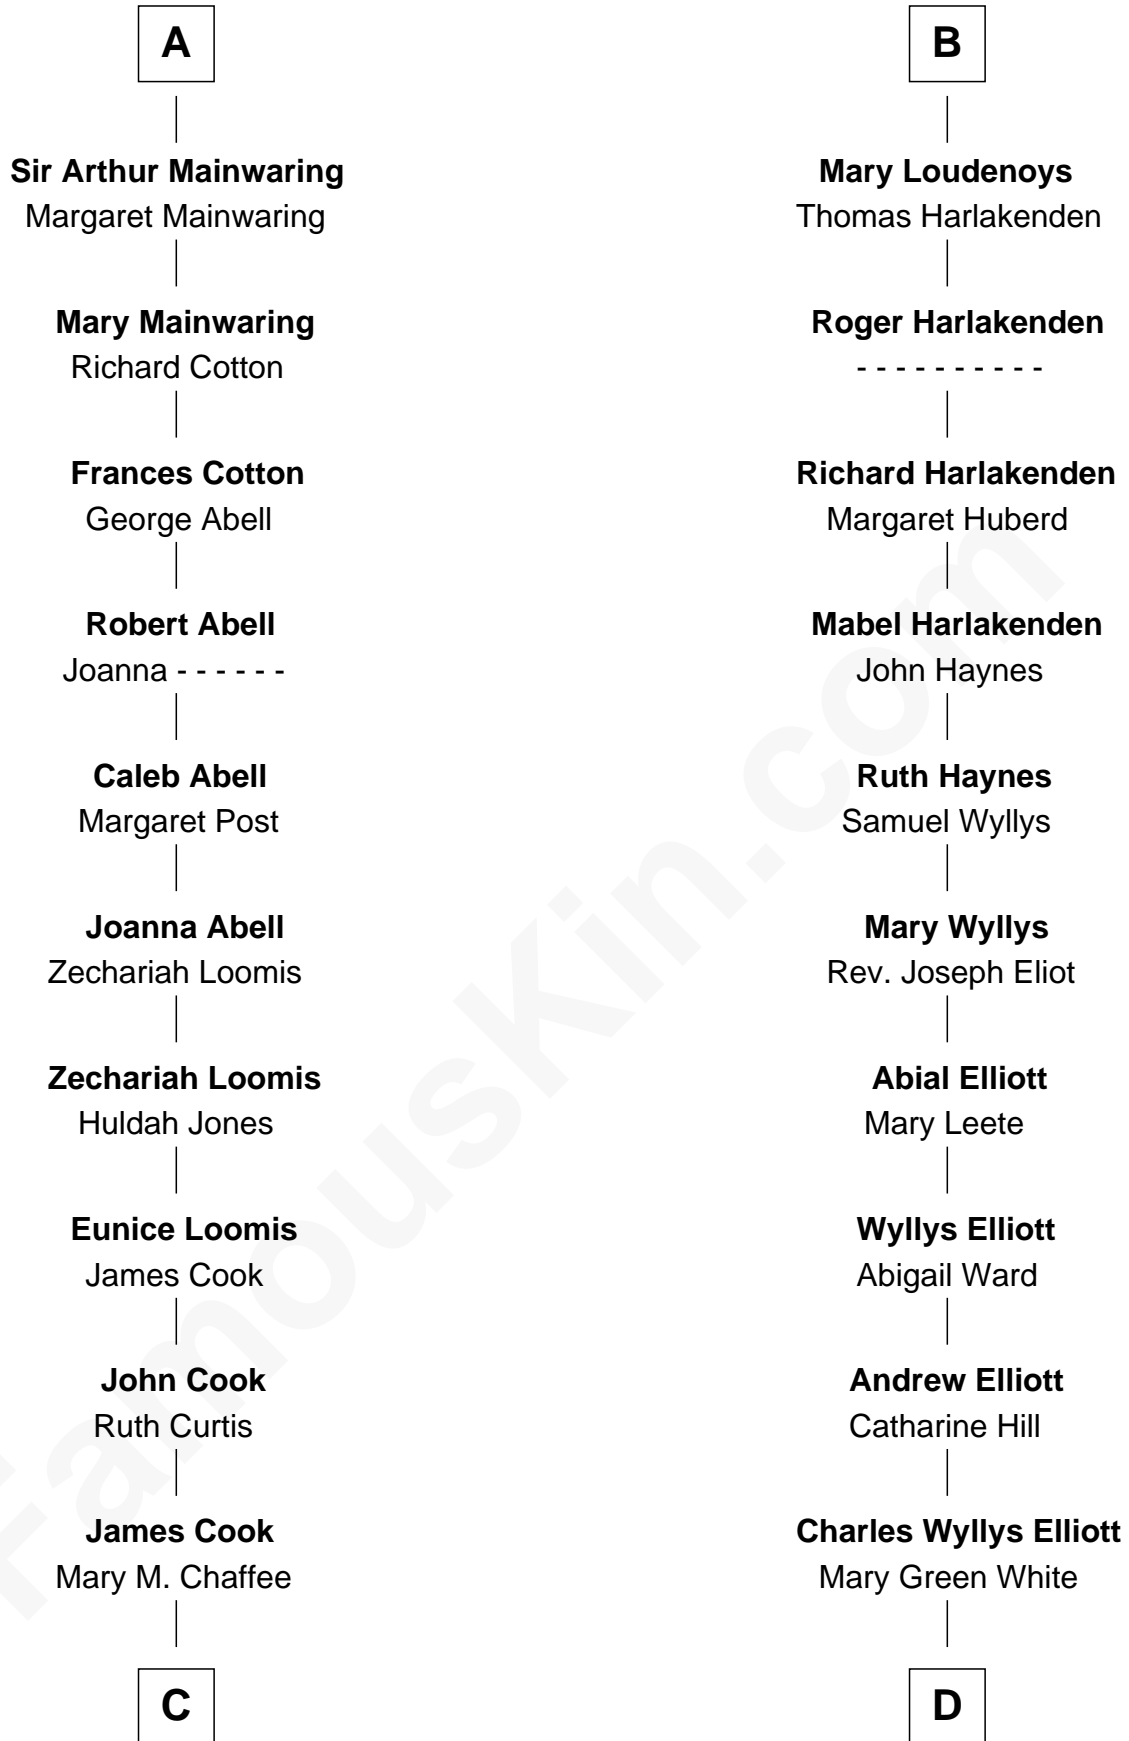 A
Sir Arthur Mainwaring
Margaret Mainwaring
Mary Mainwaring
Richard Cotton
Frances Cotton
George Abell
Robert Abell
Joanna - - - - - -
Caleb Abell
Margaret Post
Joanna Abell
Zechariah Loomis
Zechariah Loomis
Huldah Jones
Eunice Loomis
James Cook
John Cook
Ruth Curtis
James Cook
Mary M. Chaffee
C
B
Mary Loudenoys
Thomas Harlakenden
Roger Harlakenden
- - - - - - - - - -
Richard Harlakenden
Margaret Huberd
Mabel Harlakenden
John Haynes
Ruth Haynes
Samuel Wyllys
Mary Wyllys
Rev. Joseph Eliot
Abial Elliott
Mary Leete
Wyllys Elliott
Abigail Ward
Andrew Elliott
Catharine Hill
Charles Wyllys Elliott
Mary Green White
D
FamousKin.com